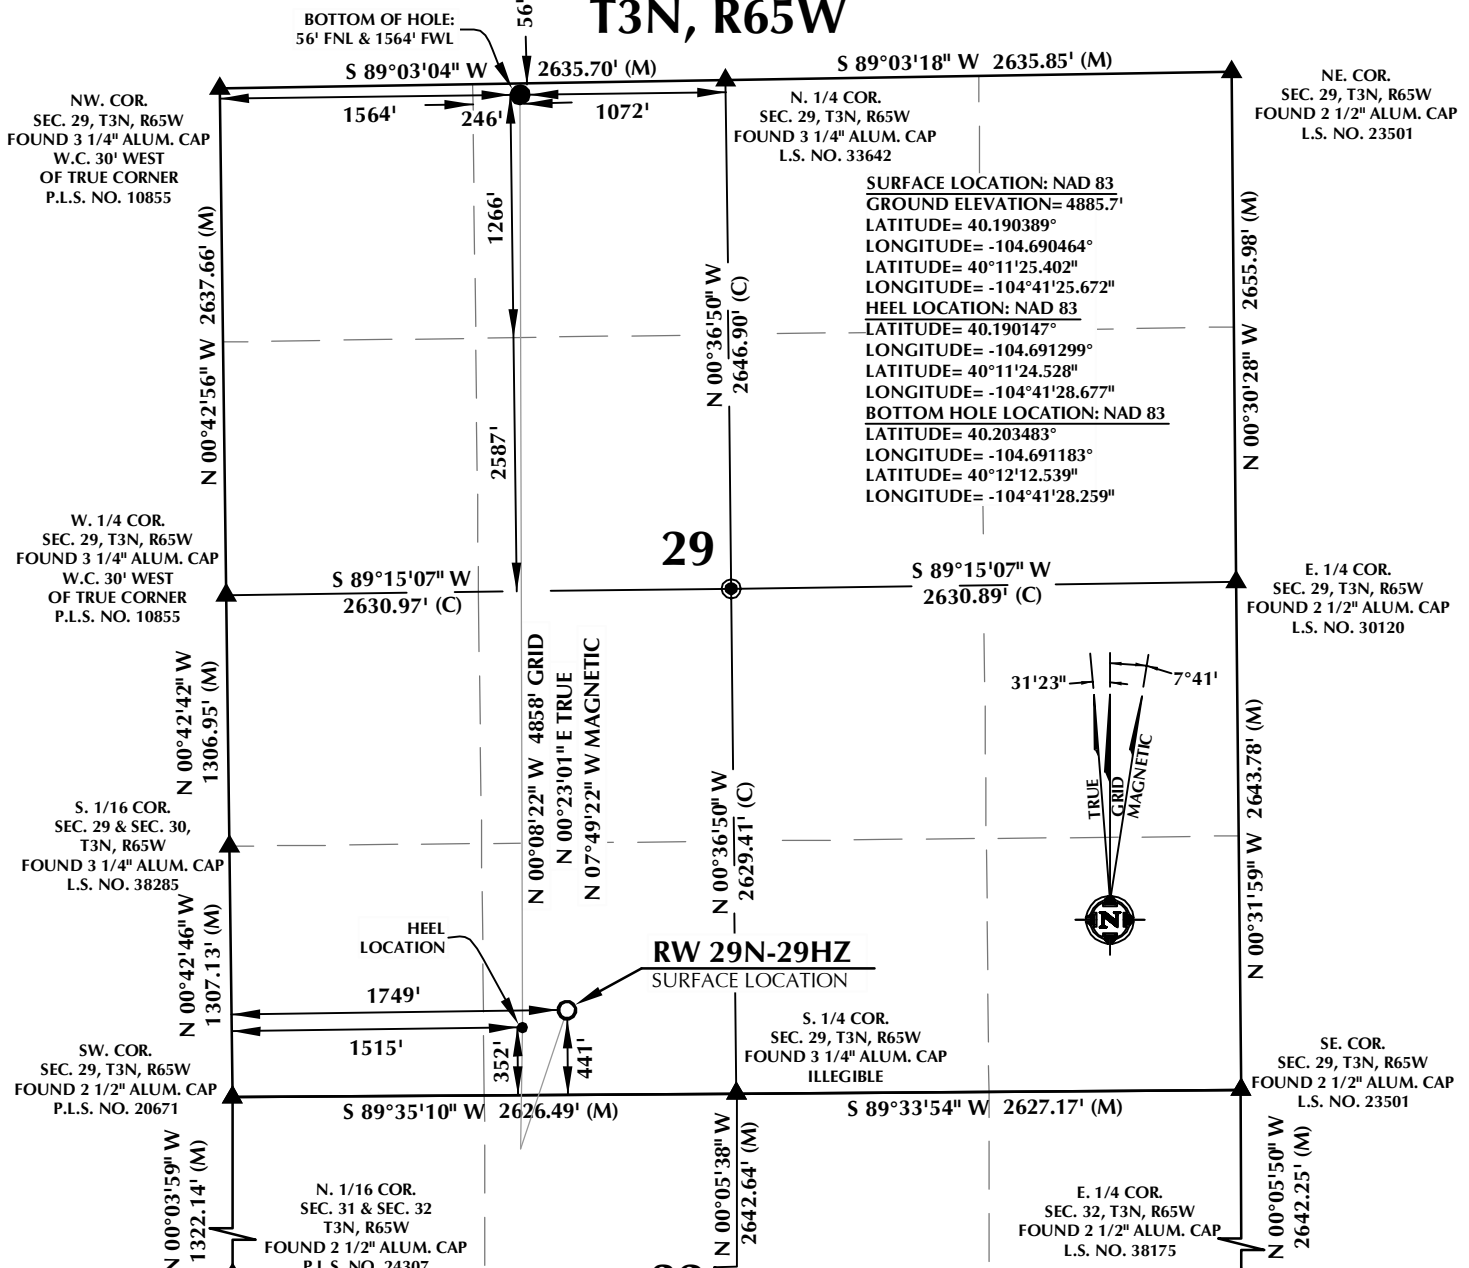 T3N, R65W
BOTTOM OF HOLE:
56' FNL & 1564' FWL
56'
S 89°03'04" W 2635.70' (M)
S 89°03'18" W 2635.85' (M)
NW. COR.
SEC. 29, T3N, R65W
FOUND 3 1/4" ALUM. CAP
W.C. 30' WEST
OF TRUE CORNER
P.L.S. NO. 10855
1564'
246'
1072'
N. 1/4 COR.
SEC. 29, T3N, R65W
FOUND 3 1/4" ALUM. CAP
L.S. NO. 33642
NE. COR.
SEC. 29, T3N, R65W
FOUND 2 1/2" ALUM. CAP
L.S. NO. 23501
SURFACE LOCATION: NAD 83
GROUND ELEVATION= 4885.7'
LATITUDE= 40.190389°
LONGITUDE= -104.690464°
LATITUDE= 40°11'25.402"
LONGITUDE= -104°41'25.672"
HEEL LOCATION: NAD 83
LATITUDE= 40.190147°
LONGITUDE= -104.691299°
LATITUDE= 40°11'24.528"
LONGITUDE= -104°41'28.677"
BOTTOM HOLE LOCATION: NAD 83
LATITUDE= 40.203483°
LONGITUDE= -104.691183°
LATITUDE= 40°12'12.539"
LONGITUDE= -104°41'28.259"
N 00°42'56" W 2637.66' (M)
1266'
2587'
N 00°36'50" W
2646.90' (C)
N 00°30'28" W 2655.98' (M)
W. 1/4 COR.
SEC. 29, T3N, R65W
FOUND 3 1/4" ALUM. CAP
W.C. 30' WEST
OF TRUE CORNER
P.L.S. NO. 10855
29
S 89°15'07" W
2630.97' (C)
S 89°15'07" W
2630.89' (C)
E. 1/4 COR.
SEC. 29, T3N, R65W
FOUND 2 1/2" ALUM. CAP
L.S. NO. 30120
N 00°42'42" W
1306.95' (M)
N 00°08'22" W 4858' GRID
N 00°23'01" E TRUE
N 07°49'22" W MAGNETIC
31'23"
7°41'
TRUE
GRID
MAGNETIC
N
N 00°36'50" W
2629.41' (C)
N 00°31'59" W 2643.78' (M)
S. 1/16 COR.
SEC. 29 & SEC. 30,
T3N, R65W
FOUND 3 1/4" ALUM. CAP
L.S. NO. 38285
N 00°42'46" W
1307.13' (M)
HEEL
LOCATION
RW 29N-29HZ
SURFACE LOCATION
1749'
1515'
352'
441'
SW. COR.
SEC. 29, T3N, R65W
FOUND 2 1/2" ALUM. CAP
P.L.S. NO. 20671
S. 1/4 COR.
SEC. 29, T3N, R65W
FOUND 3 1/4" ALUM. CAP
ILLEGIBLE
SE. COR.
SEC. 29, T3N, R65W
FOUND 2 1/2" ALUM. CAP
L.S. NO. 23501
S 89°35'10" W 2626.49' (M)
S 89°33'54" W 2627.17' (M)
N 00°03'59" W
1322.14' (M)
N 00°05'38" W
2642.64' (M)
N 00°05'50" W
2642.25' (M)
N. 1/16 COR.
SEC. 31 & SEC. 32
T3N, R65W
FOUND 2 1/2" ALUM. CAP
P.L.S. NO. 24307
E. 1/4 COR.
SEC. 32, T3N, R65W
FOUND 2 1/2" ALUM. CAP
L.S. NO. 38175